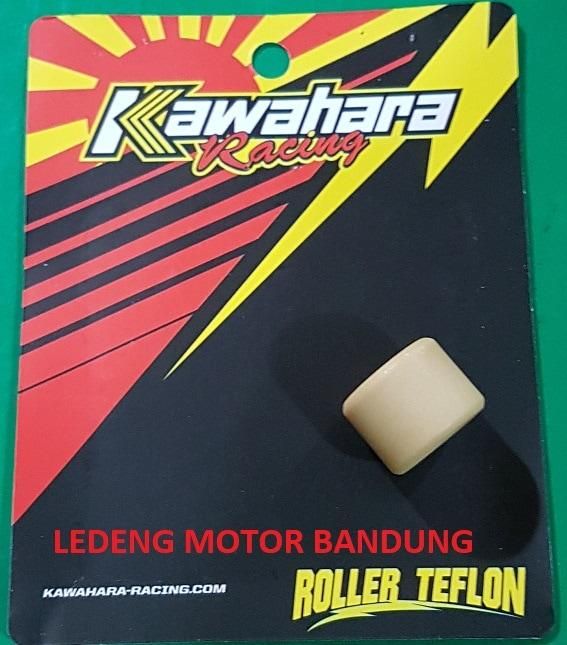 Kawahara
Racing
LEDENG MOTOR BANDUNG
KAWAHARA-RACING.COM
ROLLER TEFLON